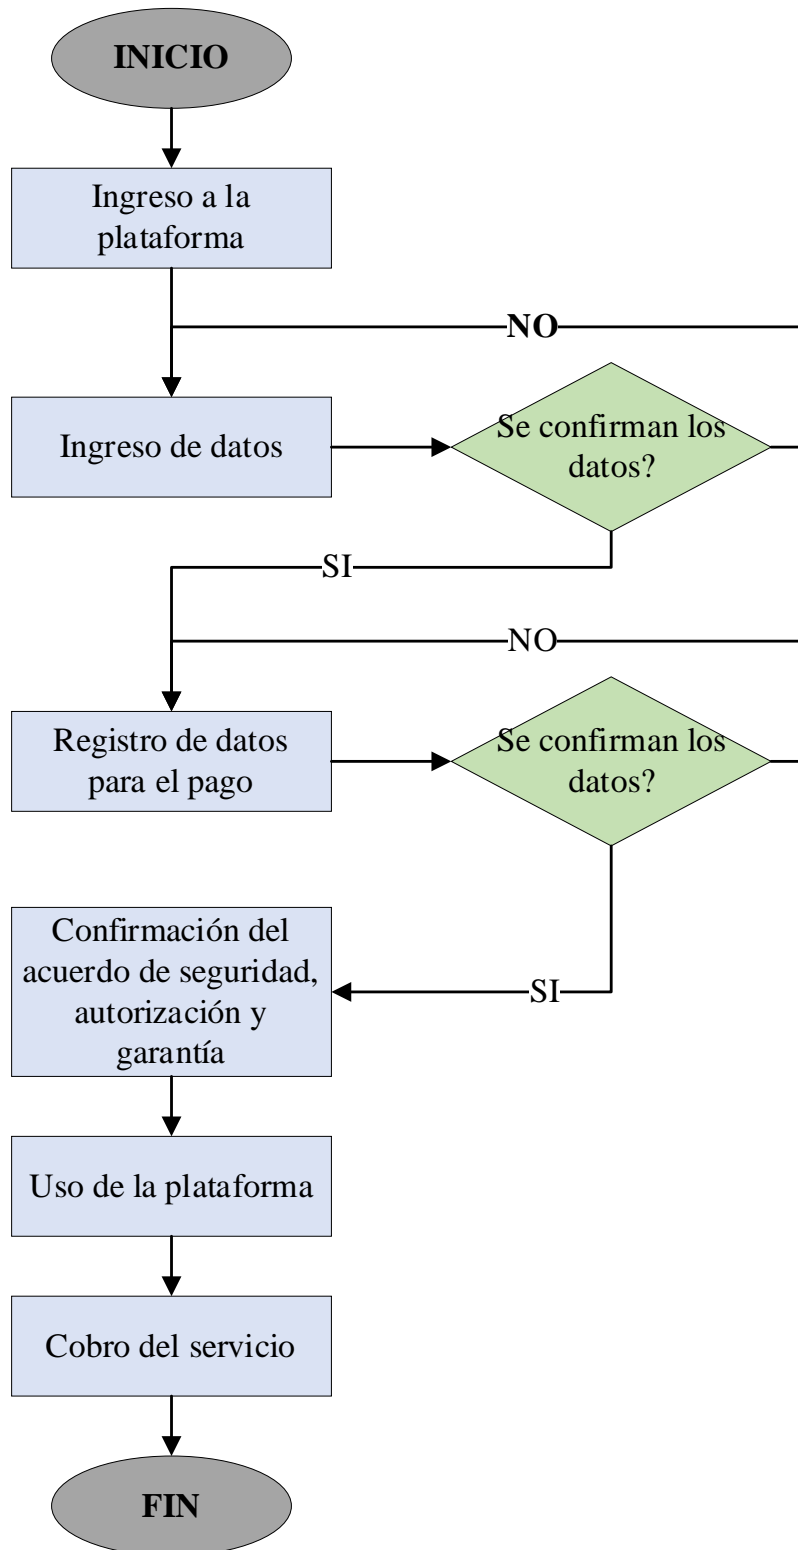 INICIO
Ingreso a la
plataforma
NO
Ingreso de datos
Se confirman los
datos?
SI
NO
Registro de datos
para el pago
Se confirman los
datos?
Confirmación del
acuerdo de seguridad,
autorización y
garantía
SI
Uso de la plataforma
Cobro del servicio
FIN